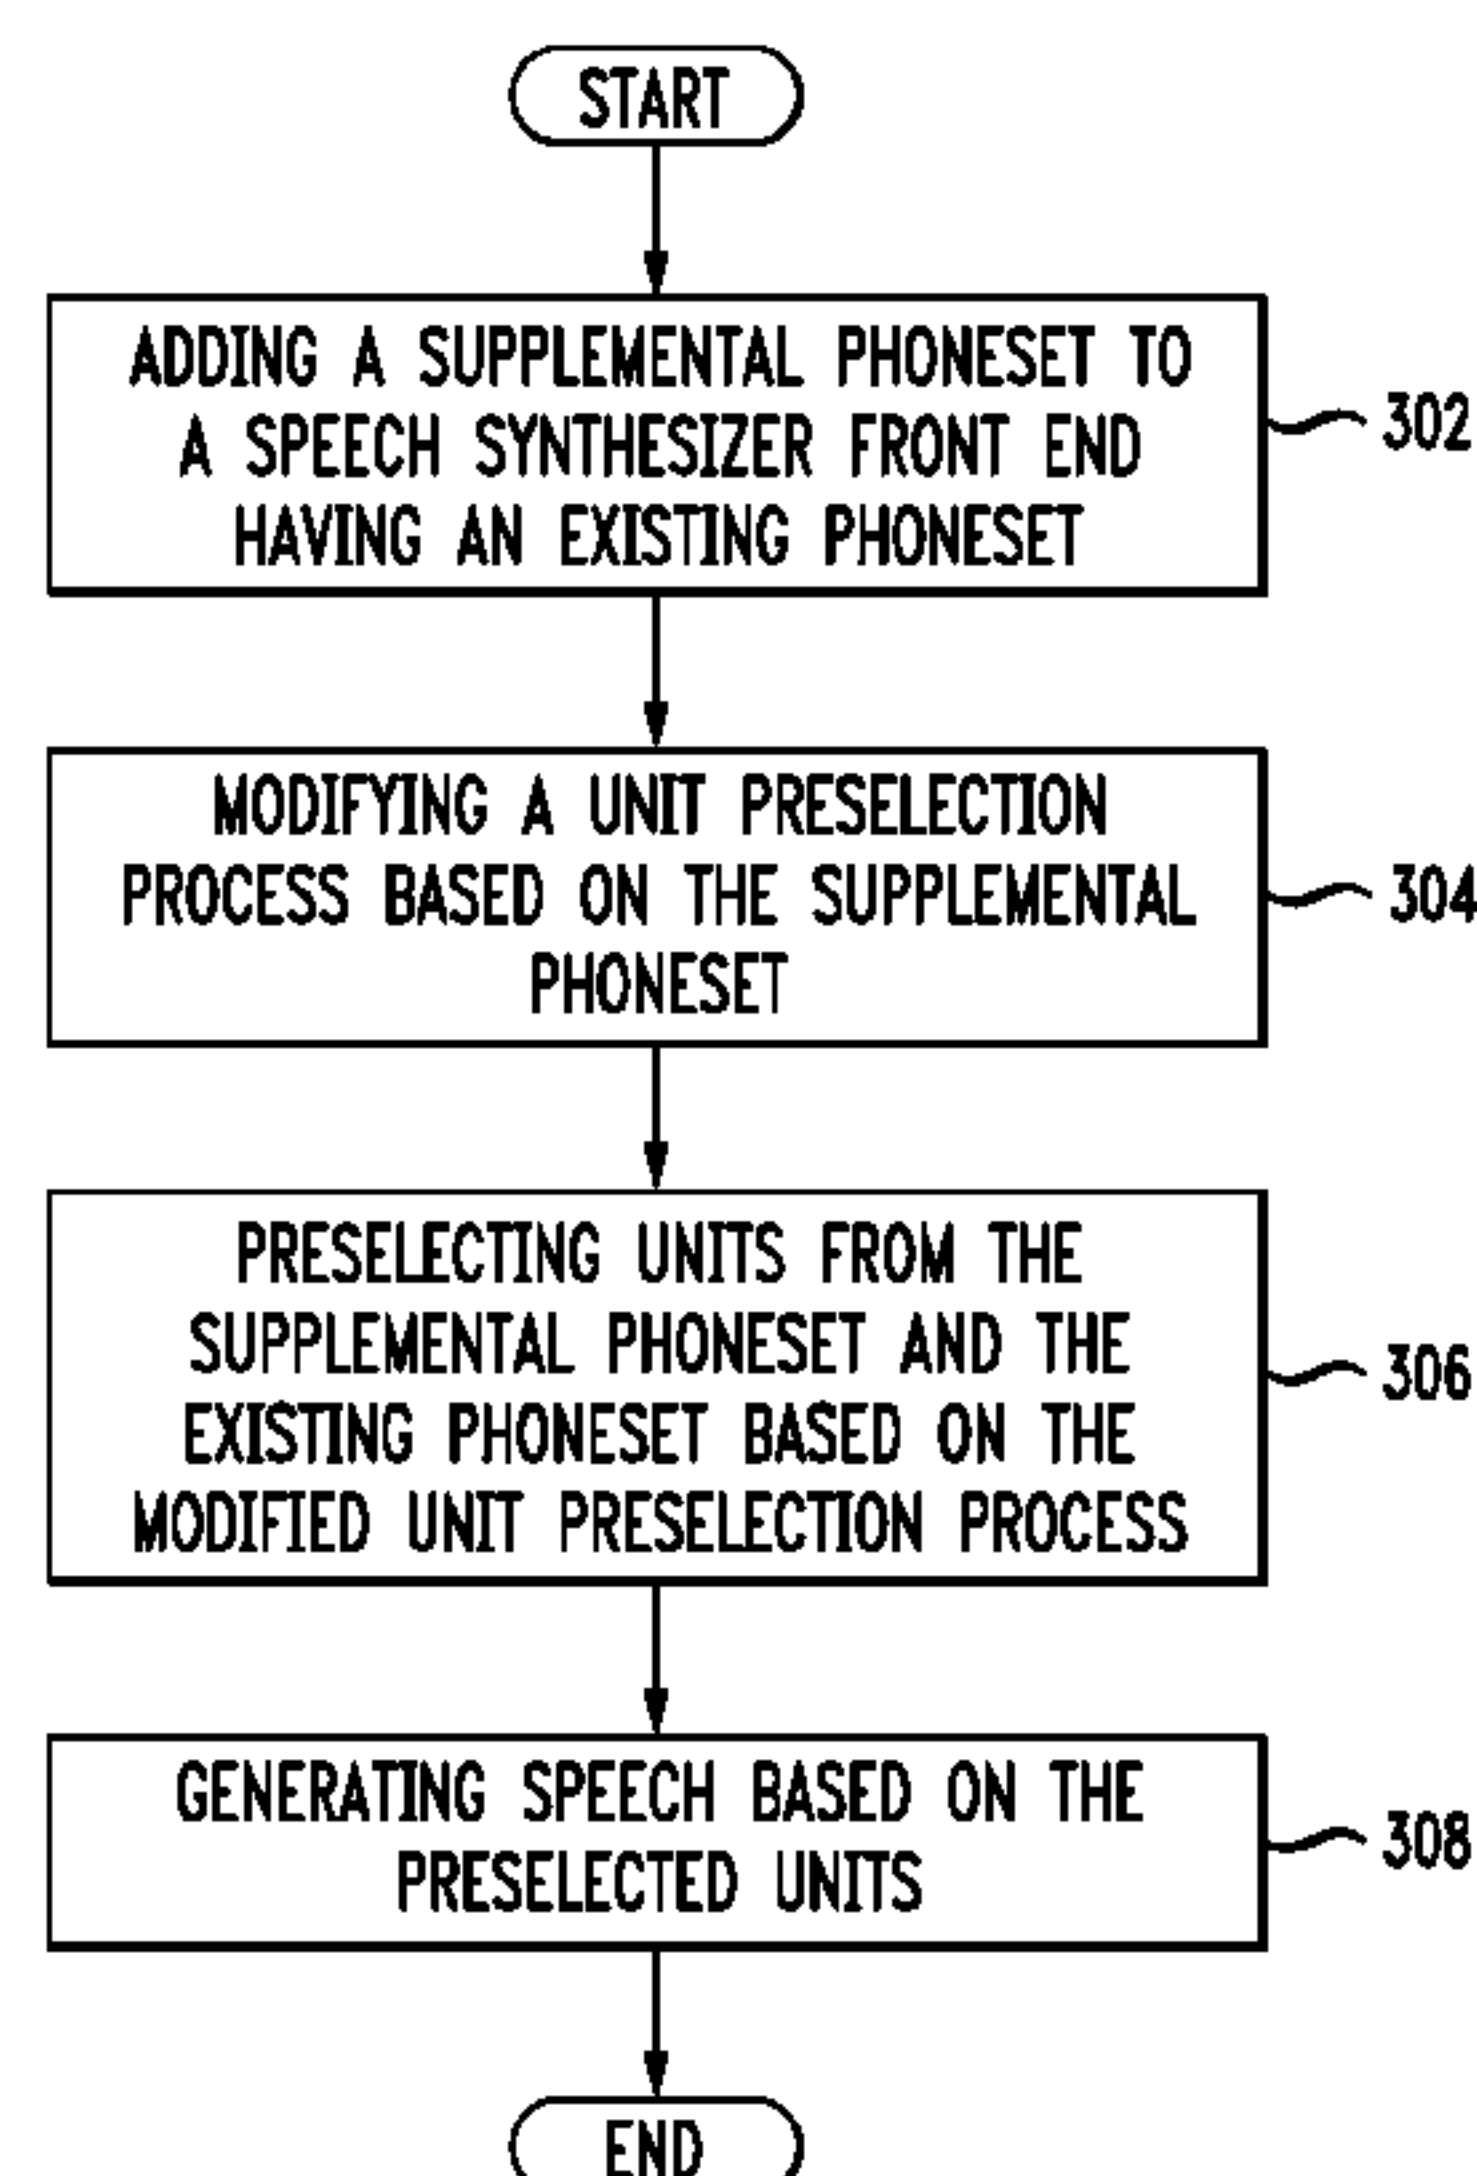 START
ADDING A SUPPLEMENTAL PHONESET TO
A SPEECH SYNTHESIZER FRONT END
HAVING AN EXISTING PHONESET
302
MODIFYING A UNIT PRESELECTION
PROCESS BASED ON THE SUPPLEMENTAL
PHONESET
304
PRESELECTING UNITS FROM THE
SUPPLEMENTAL PHONESET AND THE
EXISTING PHONESET BASED ON THE
MODIFIED UNIT PRESELECTION PROCESS
306
GENERATING SPEECH BASED ON THE
PRESELECTED UNITS
308
END